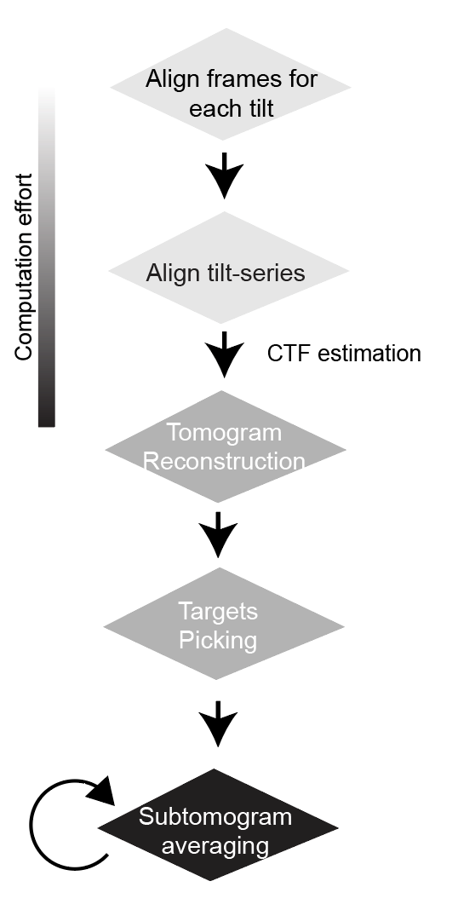 Align frames for
each tilt
Computation effort
Align tilt-series
CTF estimation
Tomogram
Reconstruction
Targets
Picking
Subtomogram
averaging